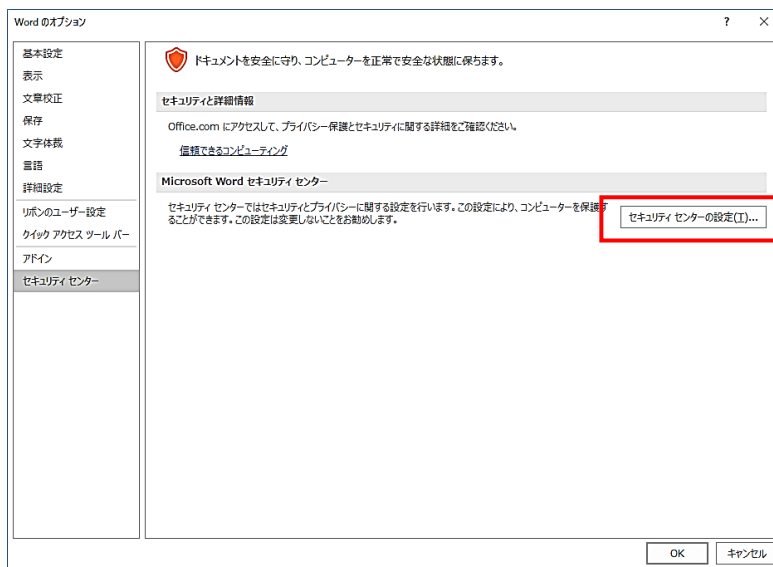 Word のオプション
? ×
基本設定
表示
文章校正
保存
文字体裁
言語
詳細設定
リボンのユーザー設定
クイック アクセス ツール バー
アドイン
セキュリティ センター
ドキュメントを安全に守り、コンピューターを正常で安全な状態に保ちます。
セキュリティと詳細情報
Office.com にアクセスして、プライバシー保護とセキュリティに関する詳細をご確認ください。
信頼できるコンピューティング
Microsoft Word セキュリティ センター
セキュリティ センターではセキュリティとプライバシーに関する設定を行います。この設定により、コンピューターを保護す
ることができます。この設定は変更しないことをお勧めします。
セキュリティ センターの設定(T)...
OK
キャンセル